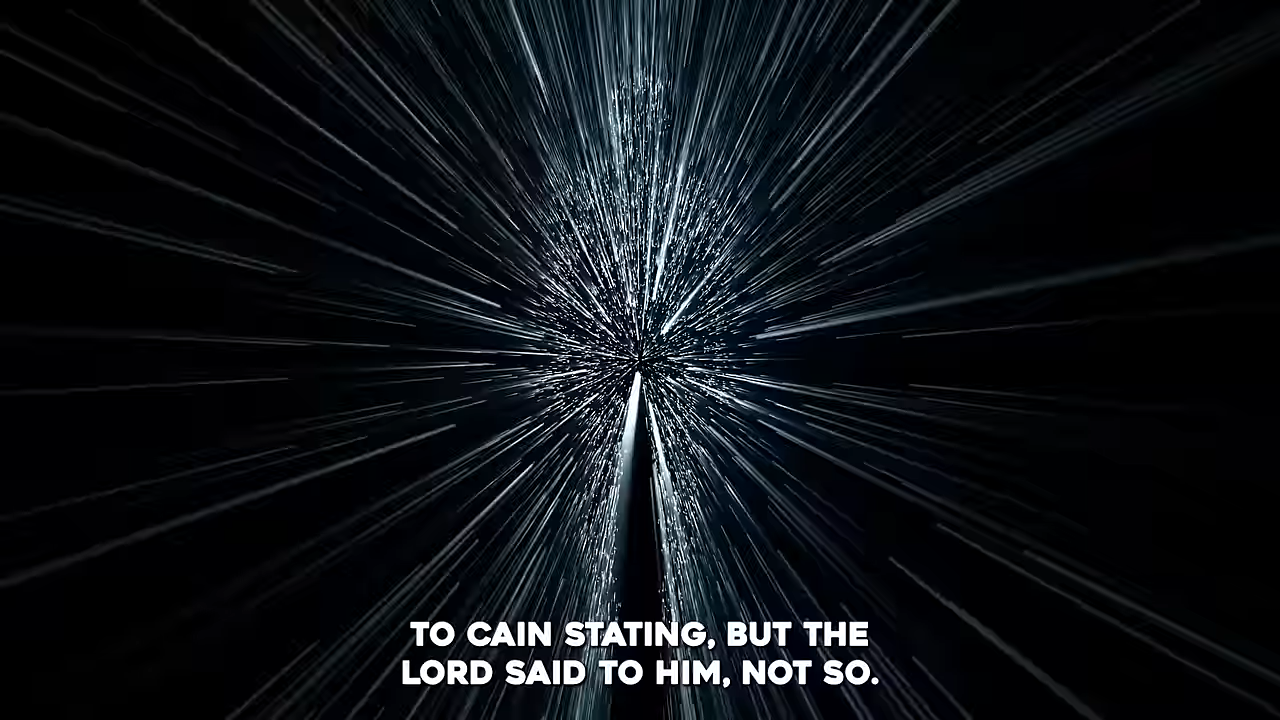 TO CAIN STATING, BUT THE
LORD SAID TO HIM, NOT SO.